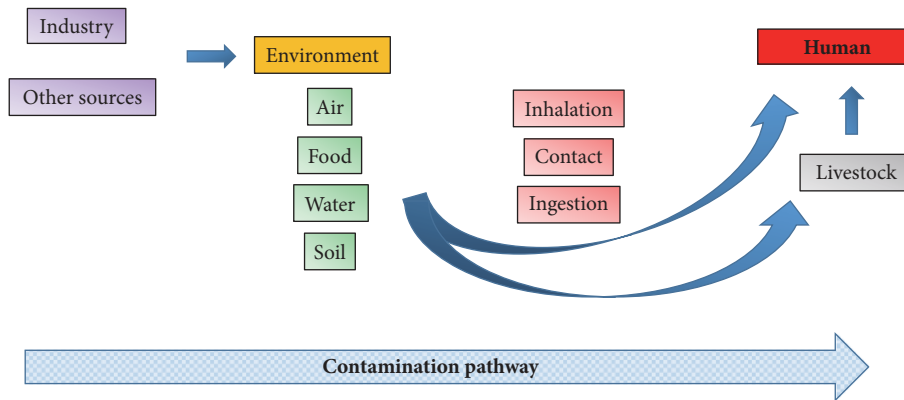 Industry
Other sources
Environment
Air
Food
Water
Soil
Inhalation
Contact
Ingestion
Human
Livestock
Contamination pathway